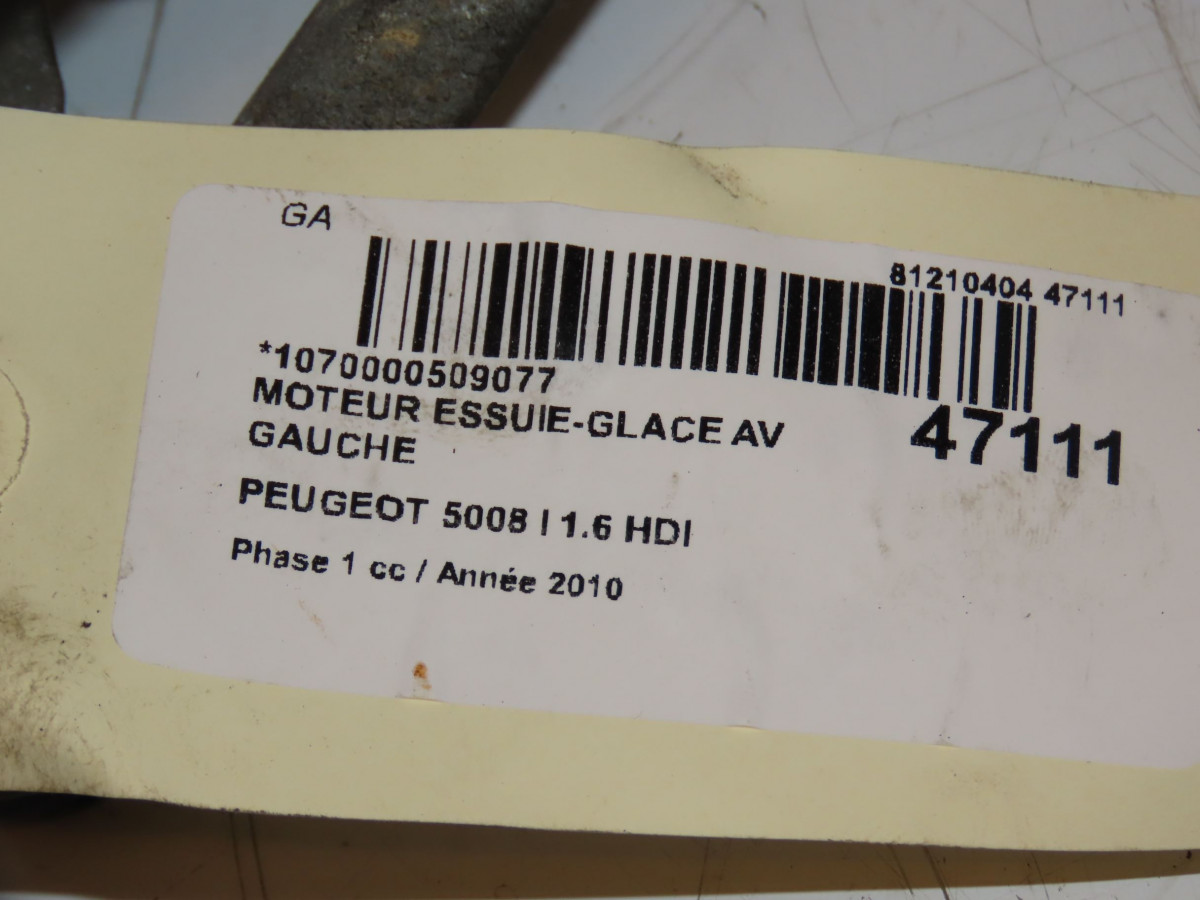 GA
81210404 47111
*1070000509077
MOTEUR ESSUIE-GLACE AV
GAUCHE
47111
PEUGEOT 5008 I 1.6 HDI
Phase 1 cc / Année 2010